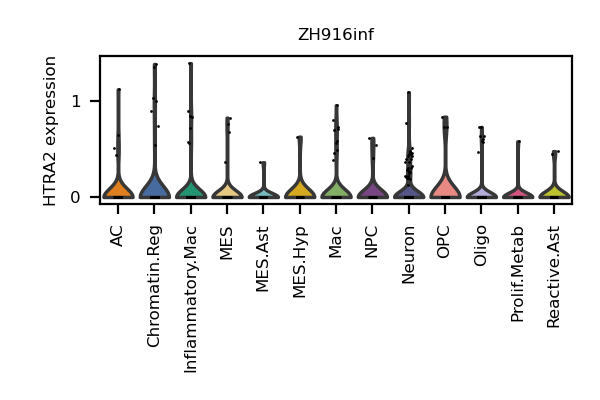 ZH916inf
HTRA2 expression
1
0
AC
Chromatin.Reg
Inflammatory.Mac
MES
MES.Ast
MES.Hyp
Mac
NPC
Neuron
OPC
Oligo
Prolif.Metab
Reactive.Ast